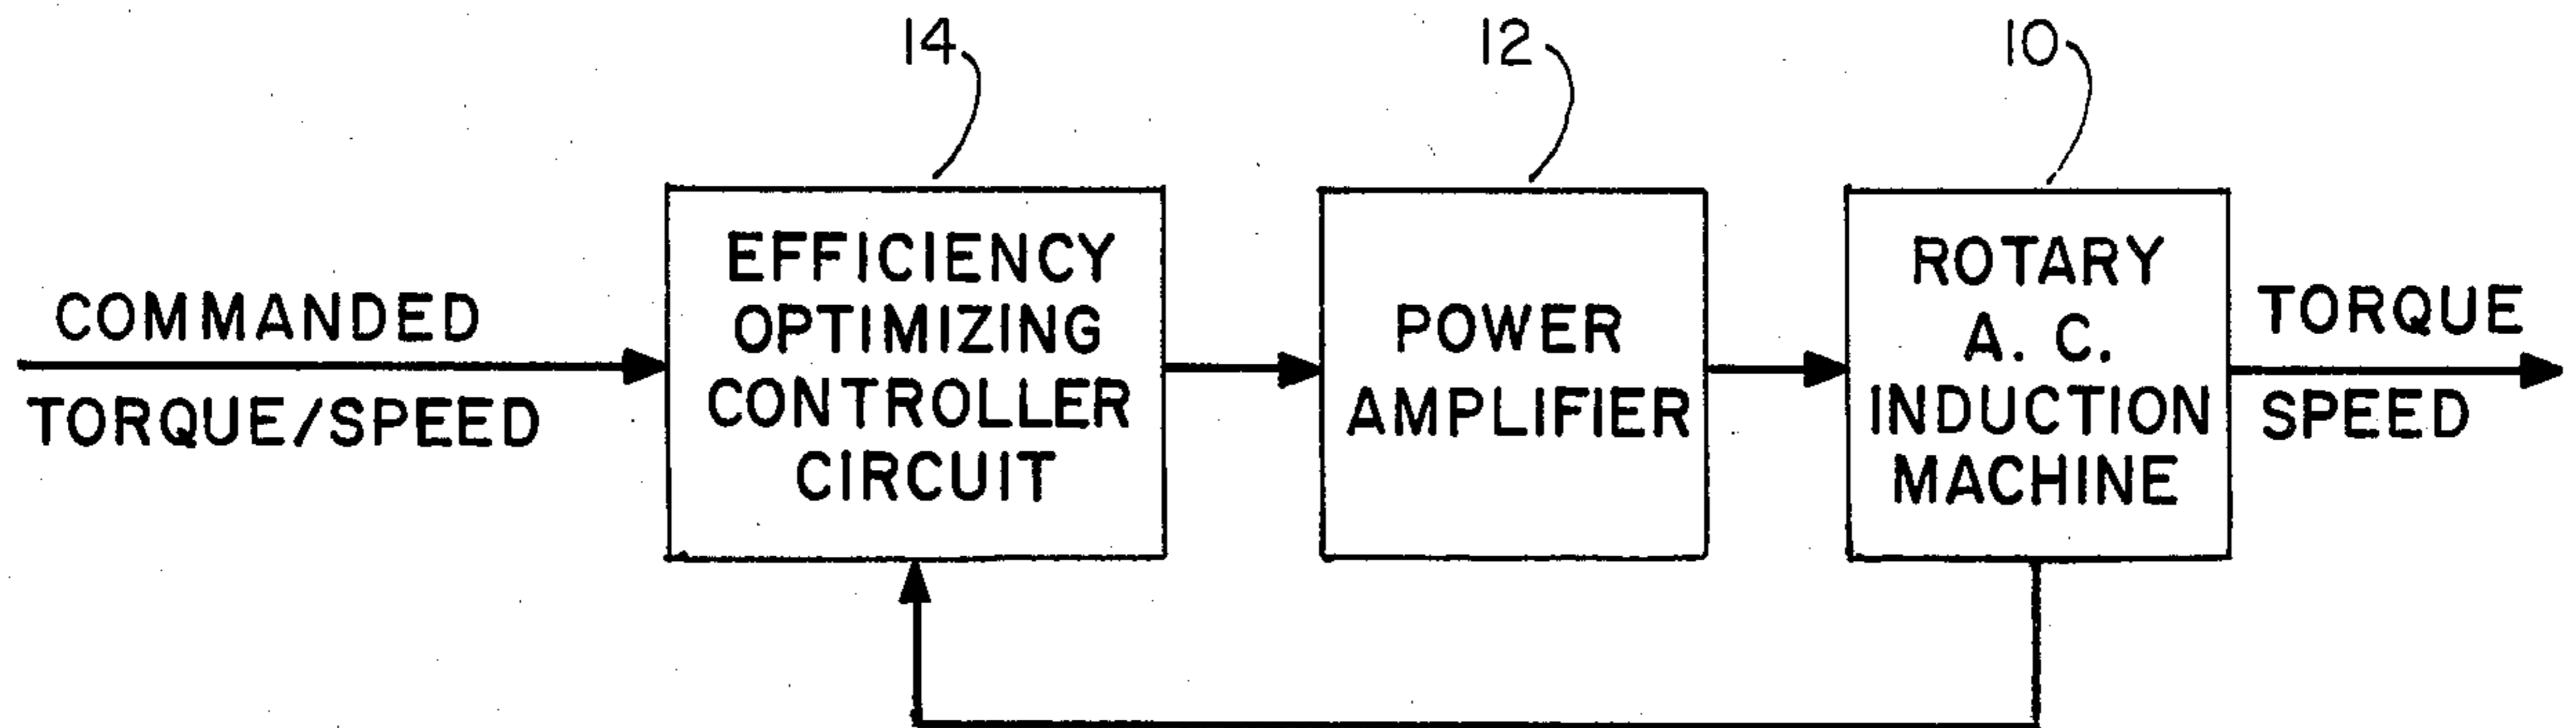 14
12
10
COMMANDED
TORQUE/SPEED
EFFICIENCY
OPTIMIZING
CONTROLLER
CIRCUIT
POWER
AMPLIFIER
ROTARY
A. C.
INDUCTION
MACHINE
TORQUE
SPEED